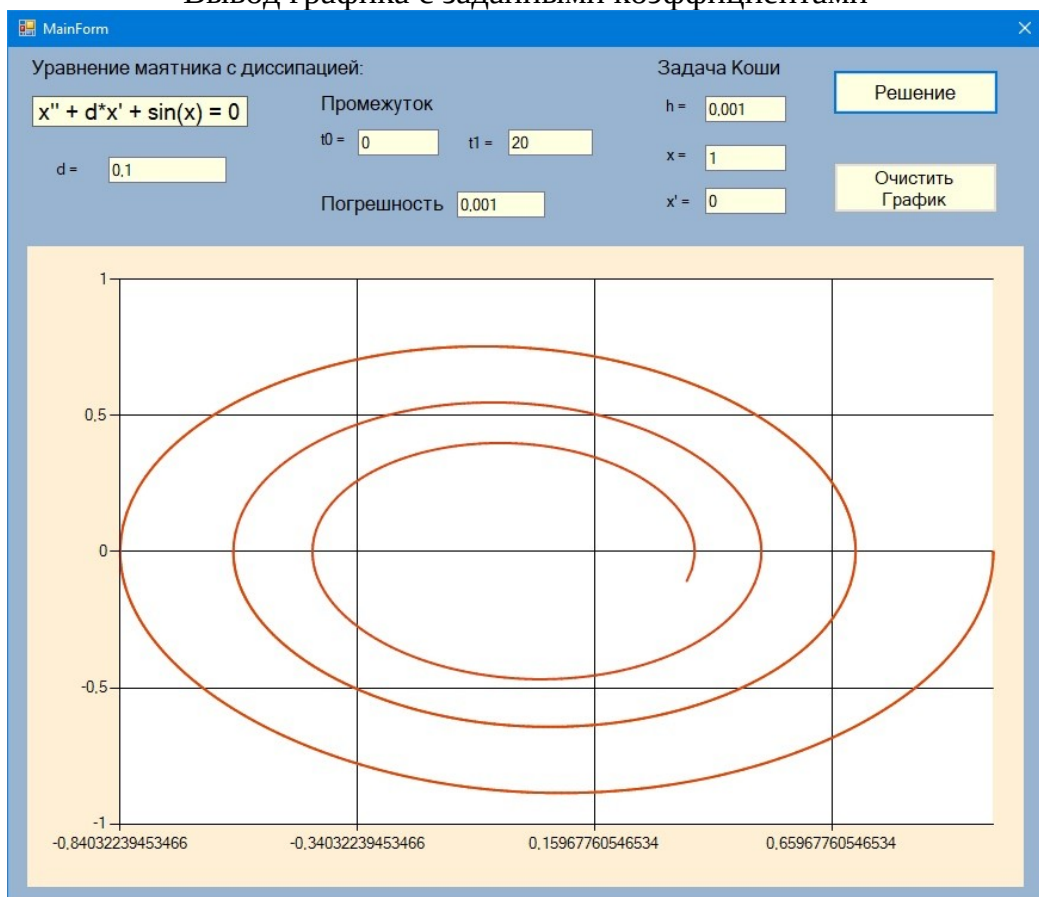 Вывод графика с заданными коэффициентами
MainForm
Уравнение маятника с диссипацией:
x'' + d*x' + sin(x) = 0
d = 0,1
Промежуток
t0 = 0 t1 = 20
Погрешность 0,001
Задача Коши
h = 0,001
x = 1
x' = 0
Решение
Очистить
График
1
0,5
0
-0,5
-1
-0,84032239453466 -0,34032239453466 0,15967760546534 0,65967760546534